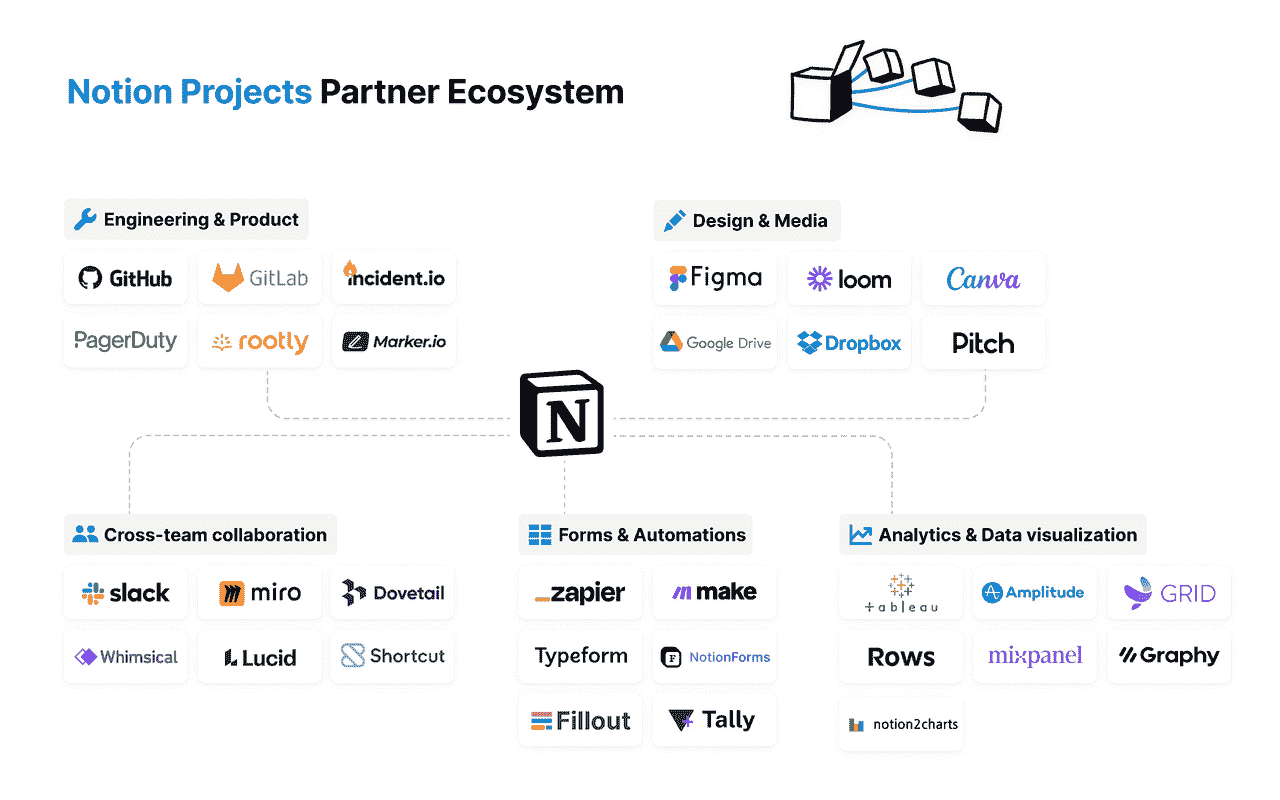 Notion Projects Partner Ecosystem
Engineering & Product
GitHub
GitLab
incident.io
PagerDuty
rootly
Marker.io
Design & Media
Figma
loom
Canva
Google Drive
Dropbox
Pitch
N
Cross-team collaboration
slack
miro
Dovetail
Whimsical
Lucid
Shortcut
Forms & Automations
zapier
make
Typeform
F NotionForms
Fillout
Tally
Analytics & Data visualization
+ableau
Amplitude
GRID
Rows
mixpanel
Graphy
notion2charts